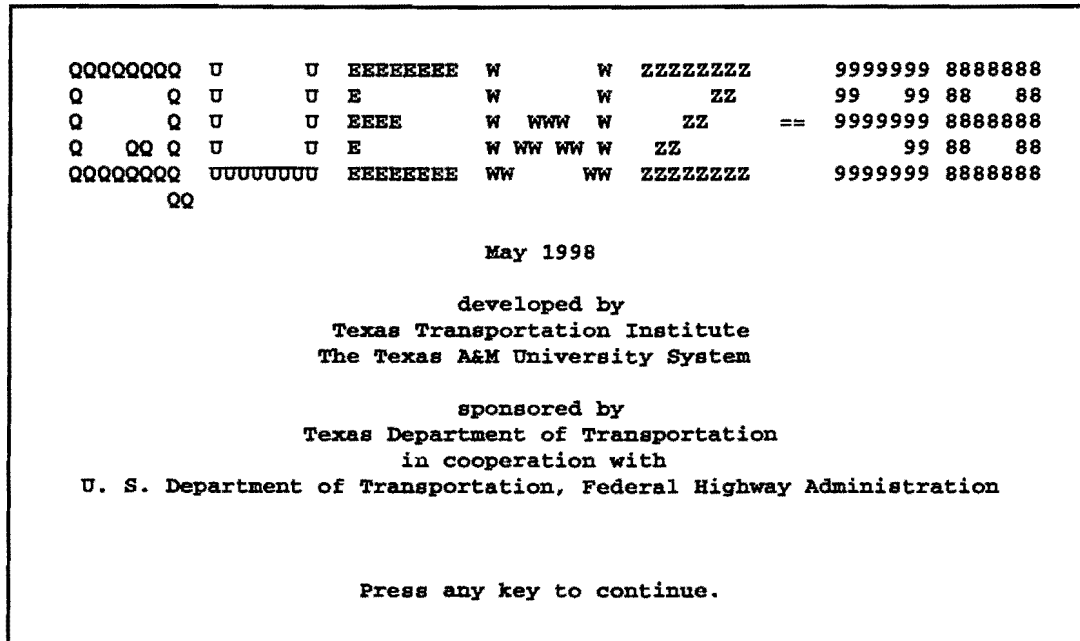 QQQQQQQQ  U      U  EEEEEEEE  W       W  ZZZZZZZZ      9999999 8888888
Q      Q  U      U  E         W       W       ZZ       99   99 88   88
Q      Q  U      U  EEEE      W  WWW  W     ZZ     ==  9999999 8888888
Q   QQ Q  U      U  E         W WW WW W   ZZ                99 88   88
QQQQQQQQ  UUUUUUUU  EEEEEEEE  WW     WW  ZZZZZZZZ      9999999 8888888
       QQ
May 1998
developed by
Texas Transportation Institute
The Texas A&M University System
sponsored by
Texas Department of Transportation
in cooperation with
U. S. Department of Transportation, Federal Highway Administration
Press any key to continue.